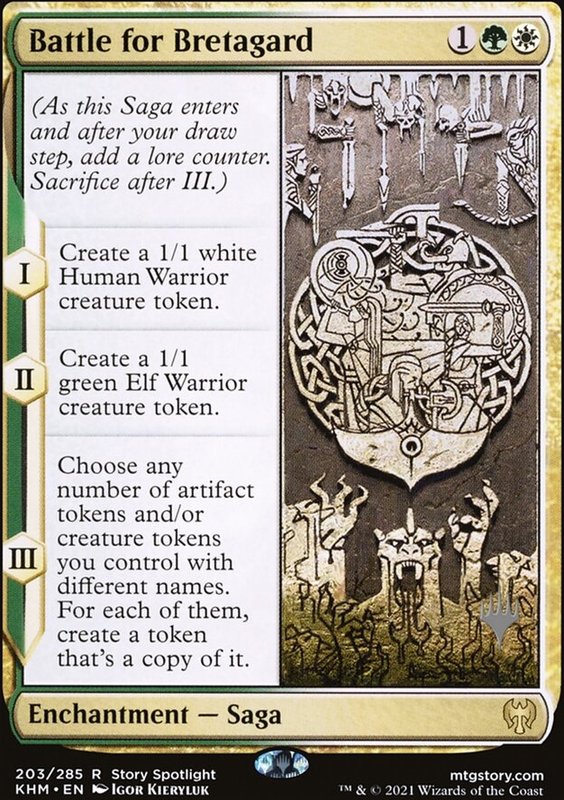 Battle for Bretagard
1
(As this Saga enters
and after your draw
step, add a lore counter.
Sacrifice after III.)
I
Create a 1/1 white
Human Warrior
creature token.
II
Create a 1/1
green Elf Warrior
creature token.
III
Choose any
number of artifact
tokens and/or
creature tokens
you control with
different names.
For each of them,
create a token
that's a copy of it.
Enchantment — Saga
203/285 R Story Spotlight
KHM • EN Igor Kieryluk
mtgstory.com
™ & © 2021 Wizards of the Coast